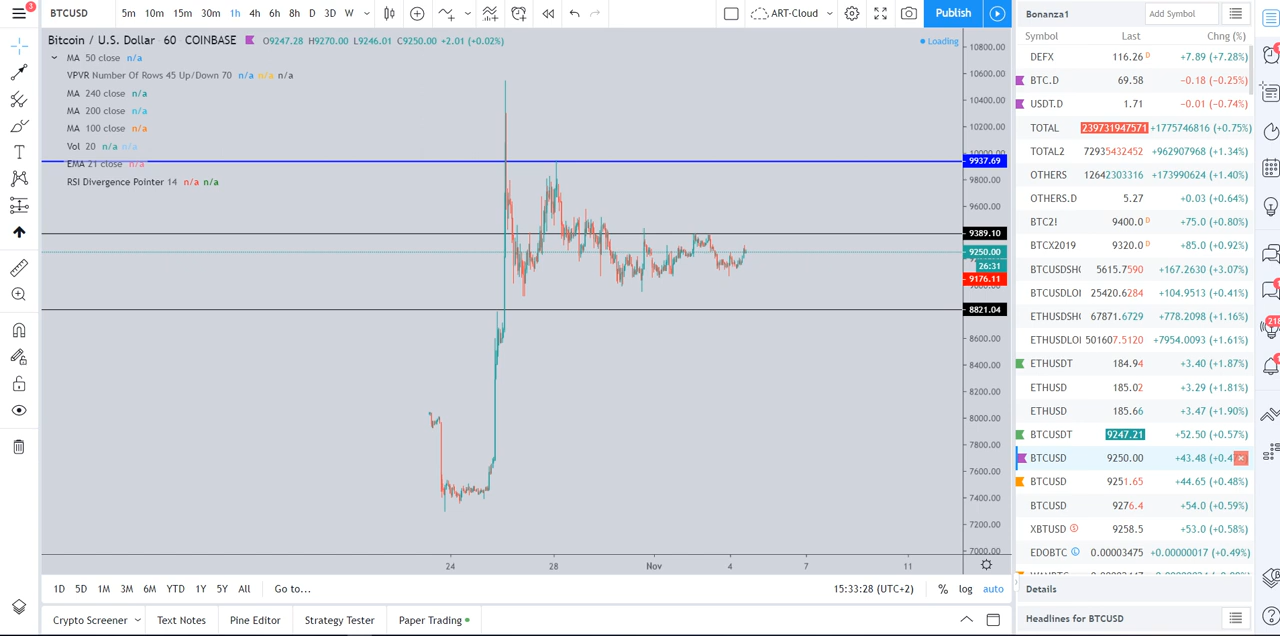 3
BTCUSD 5m 10m 15m 30m 1h 4h 6h 8h D 3D W ART-Cloud Publish
Bitcoin / U.S. Dollar 60 COINBASE O9247.28 H9270.00 L9246.01 C9250.00 +2.01 (+0.02%) Loading
MA 50 close n/a
VPVR Number Of Rows 45 Up/Down 70 n/a n/a n/a
MA 240 close n/a
MA 200 close n/a
MA 100 close n/a
Vol 20 n/a n/a
EMA 21 close n/a
RSI Divergence Pointer 14 n/a n/a
10800.00
10600.00
10400.00
10200.00
10000.00
9937.69
9800.00
9600.00
9389.10
9250.00
26:31
9176.11
9000.00
8821.04
8600.00
8400.00
8200.00
8000.00
7800.00
7600.00
7400.00
7200.00
7000.00
24 28 Nov 4 7 11
1D 5D 1M 3M 6M YTD 1Y 5Y All Go to... 15:33:28 (UTC+2) % log auto
Crypto Screener Text Notes Pine Editor Strategy Tester Paper Trading
Bonanza1 Add Symbol
Symbol Last Chng (%)
DEFX 116.26 D +7.89 (+7.28%)
BTC.D 69.58 −0.18 (−0.25%)
USDT.D 1.71 −0.01 (−0.74%)
TOTAL 239731947571 +1775746816 (+0.75%)
TOTAL2 72935432452 +962907968 (+1.34%)
OTHERS 12642303316 +173990624 (+1.40%)
OTHERS.D 5.27 +0.03 (+0.64%)
BTC2! 9400.0 D +75.0 (+0.80%)
BTCX2019 9320.0 D +85.0 (+0.92%)
BTCUSDSH 5615.7590 +167.2630 (+3.07%)
BTCUSDLO 25420.6284 +104.9513 (+0.41%)
ETHUSDSH 67871.6729 +778.2098 (+1.16%)
ETHUSDLO 501607.5120 +7954.0093 (+1.61%)
ETHUSDT 184.94 +3.40 (+1.87%)
ETHUSD 185.02 +3.29 (+1.81%)
ETHUSD 185.66 +3.47 (+1.90%)
BTCUSDT 9247.21 +52.50 (+0.57%)
BTCUSD 9250.00 +43.48 (+0.4
BTCUSD 9251.65 +44.65 (+0.48%)
BTCUSD 9276.4 +54.0 (+0.59%)
XBTUSD 9258.5 +53.0 (+0.58%)
EDOBTC 0.00003475 +0.00000017 (+0.49%)
Details
Headlines for BTCUSD